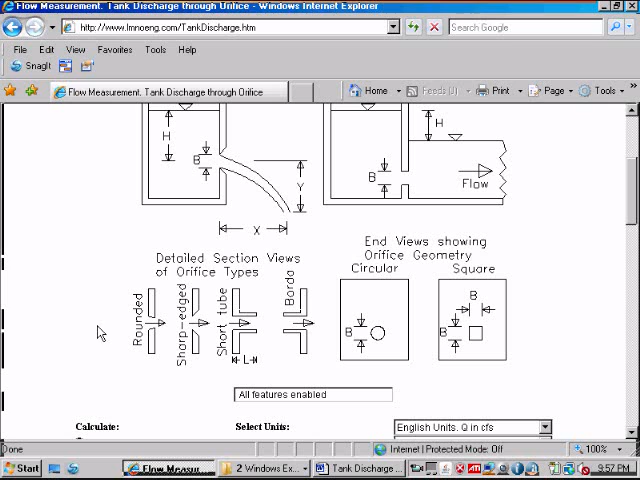 Flow Measurement. Tank Discharge through Orifice - Windows Internet Explorer
http://www.lmnoeng.com/TankDischarge.htm
Search Google
File Edit View Favorites Tools Help
SnagIt
Flow Measurement. Tank Discharge through Orifice
Home Feeds (J) Print Page Tools
H
H
B
B
Y
Flow
X
Detailed Section Views
of Orifice Types
End Views showing
Orifice Geometry
Circular Square
Rounded
Sharp-edged
Short tube
Borda
L
B
B
B
All features enabled
Calculate: Select Units: English Units. Q in cfs
Done
Internet | Protected Mode: Off
100%
Start
Flow Measur...
2 Windows Ex...
Tank Discharge ...
9:57 PM